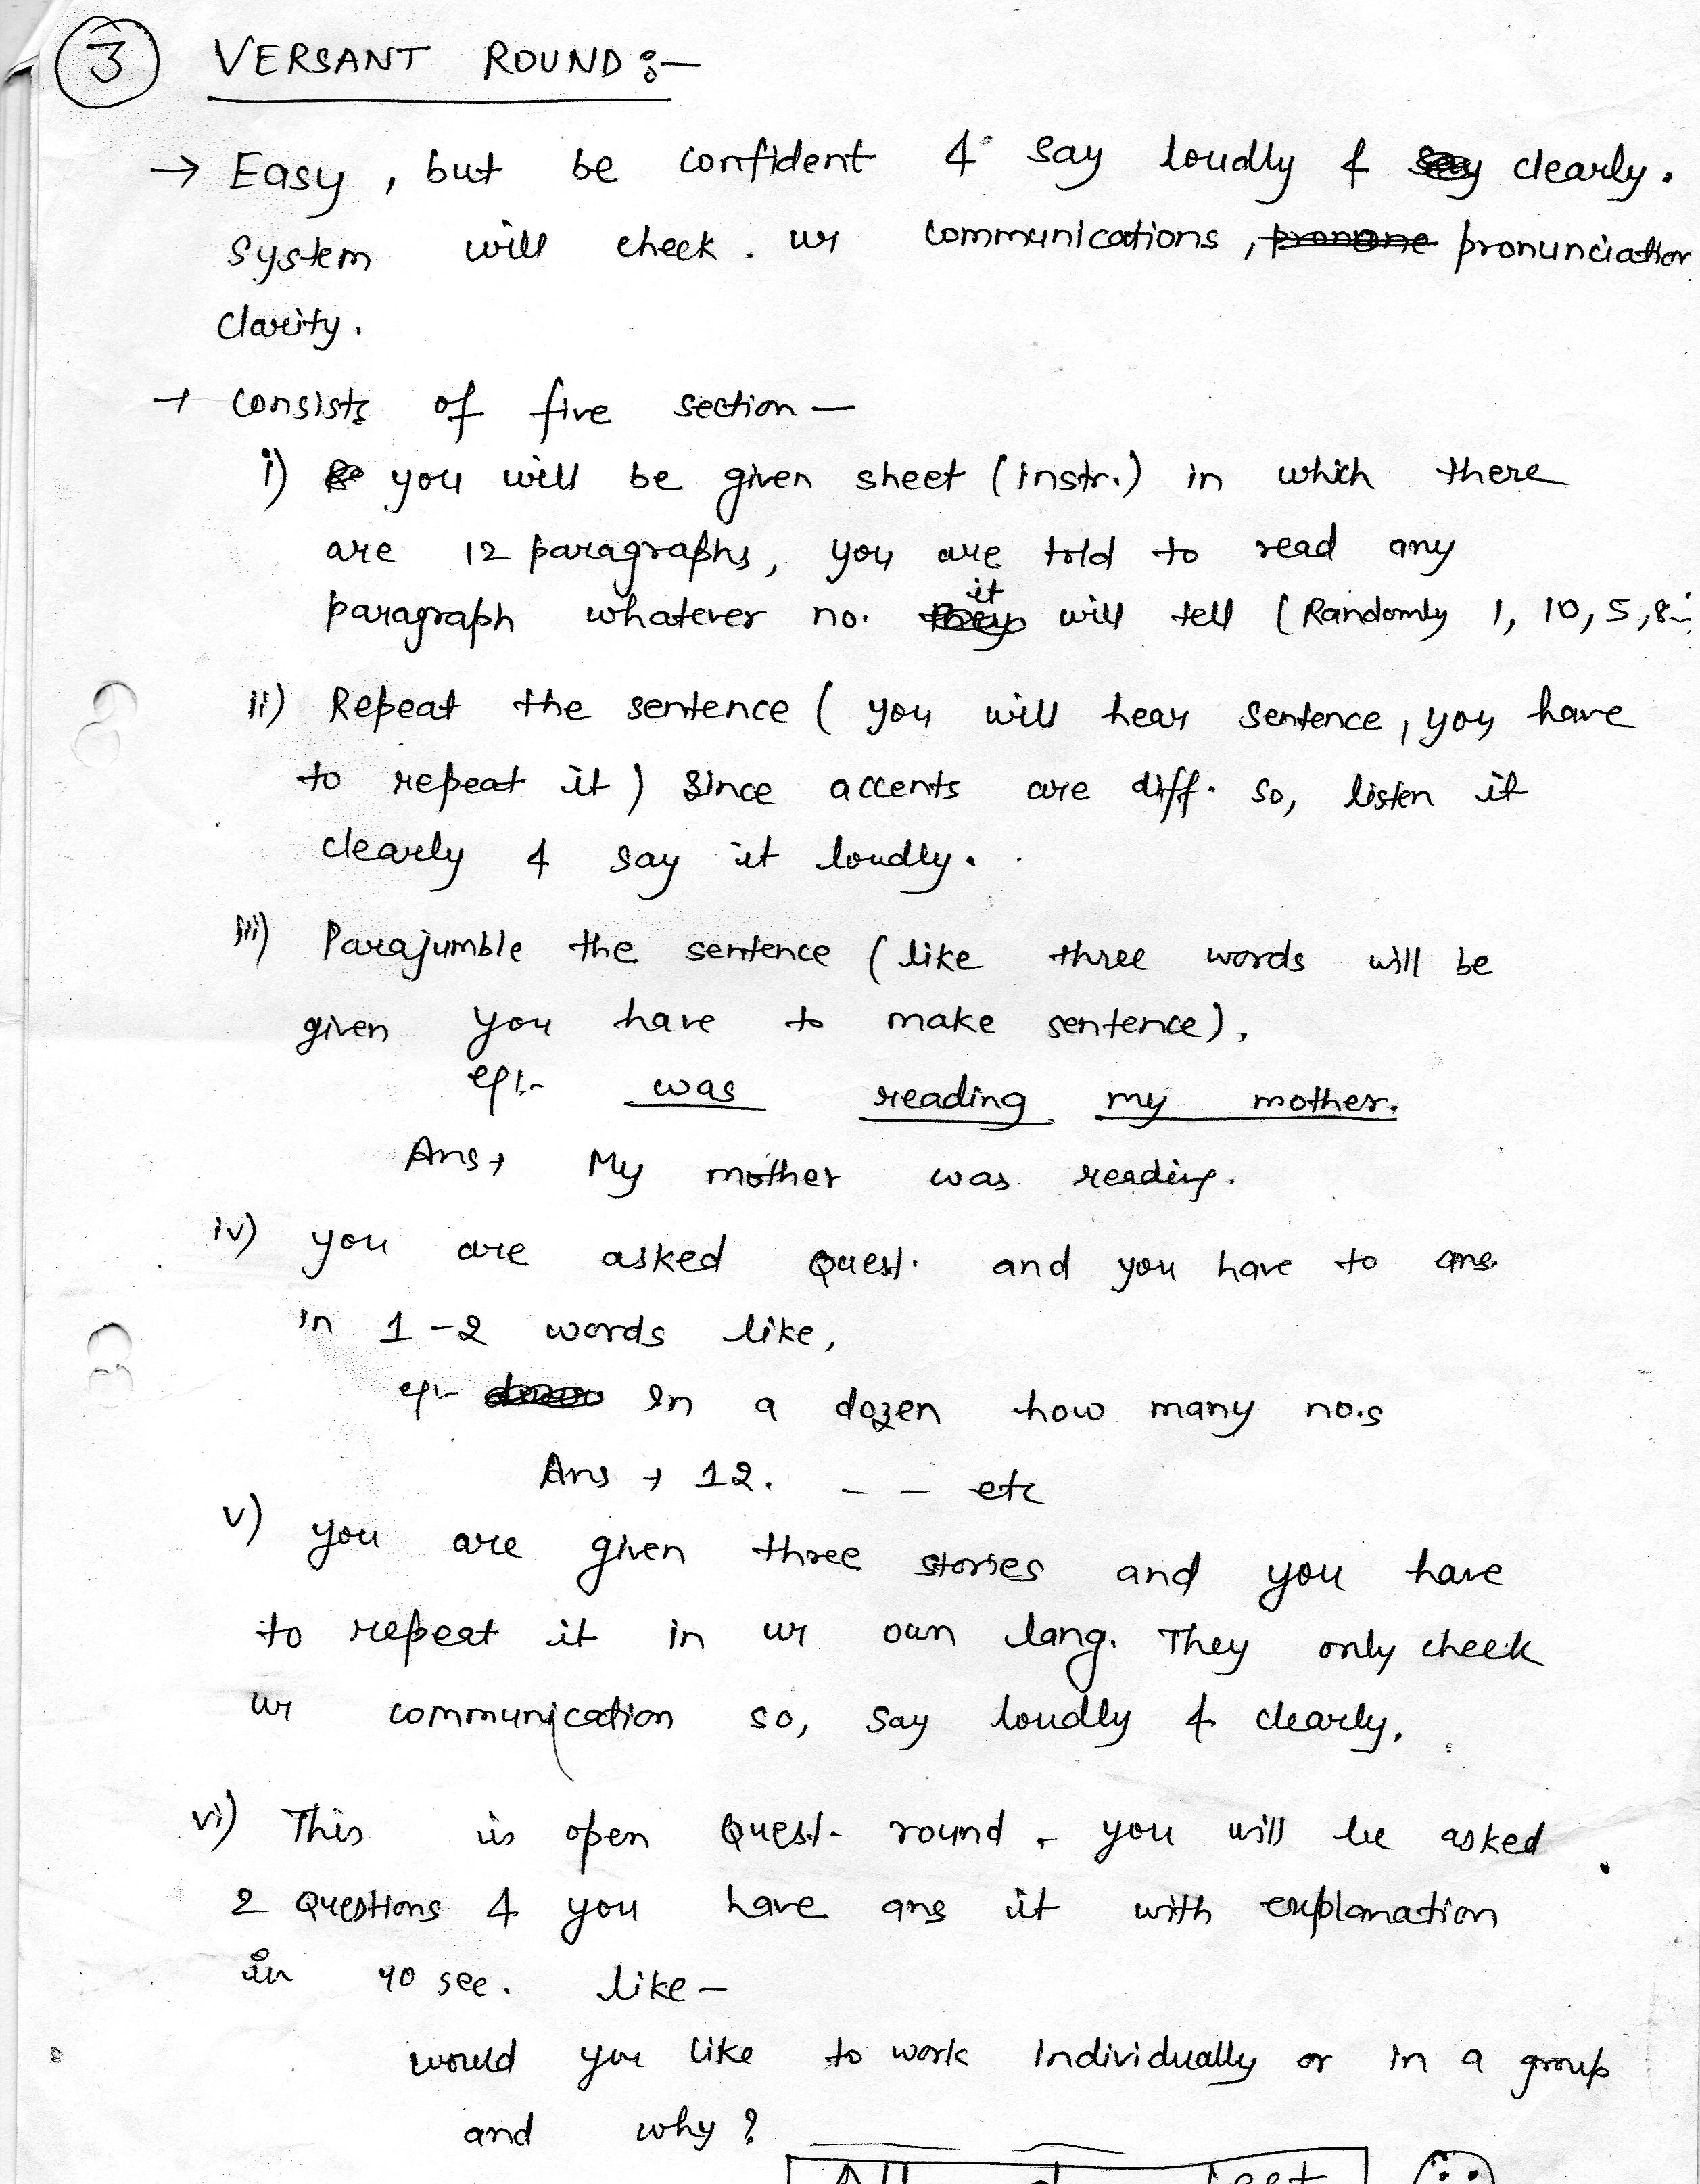 3 VERSANT ROUND :-
→ Easy, but be confident & say loudly & clearly.
System will check. ur communications, pronunciation
clarity.
→ consists of five section —
i) you will be given sheet (instr.) in which there
are 12 paragraphs, you are told to read any
paragraph whatever no. it will tell (Randomly 1, 10, 5, 8..
ii) Repeat the sentence ( you will hear sentence, you have
to repeat it ) Since accents are diff. so, listen it
clearly & say it loudly.
iii) Parajumble the sentence ( like three words will be
given you have to make sentence).
eg:- was reading my mother.
Ans → My mother was reading.
iv) you are asked Quest. and you have to ans.
in 1-2 words like,
eg:- In a dozen how many no.s
Ans → 12. - - etc
v) you are given three stories and you have
to repeat it in ur own lang. They only check
ur communication so, say loudly & clearly.
vi) This is open Quest. round. you will be asked
2 Questions & you have ans it with explanation
in 40 sec. like —
would you like to work individually or in a group
and why ?
All